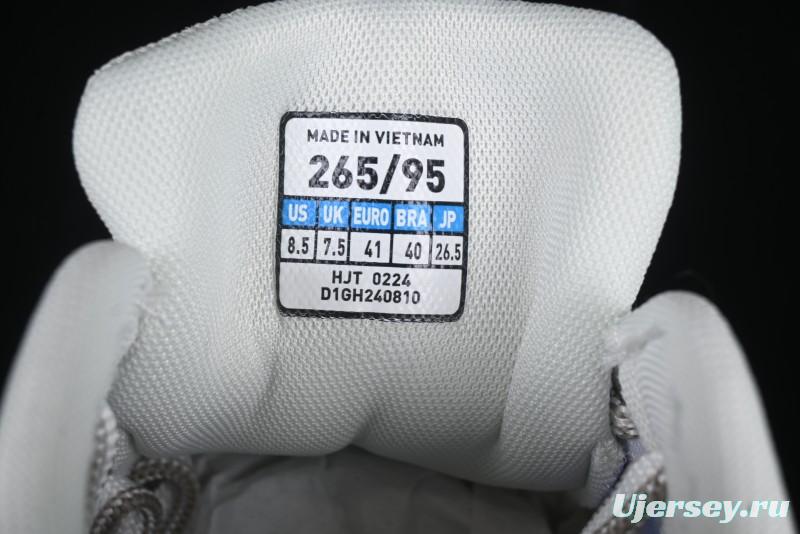 MADE IN VIETNAM
265/95
US UK EURO BRA JP
8.5 7.5 41 40 26.5
HJT 0224
D1GH240810
Ujersey.ru